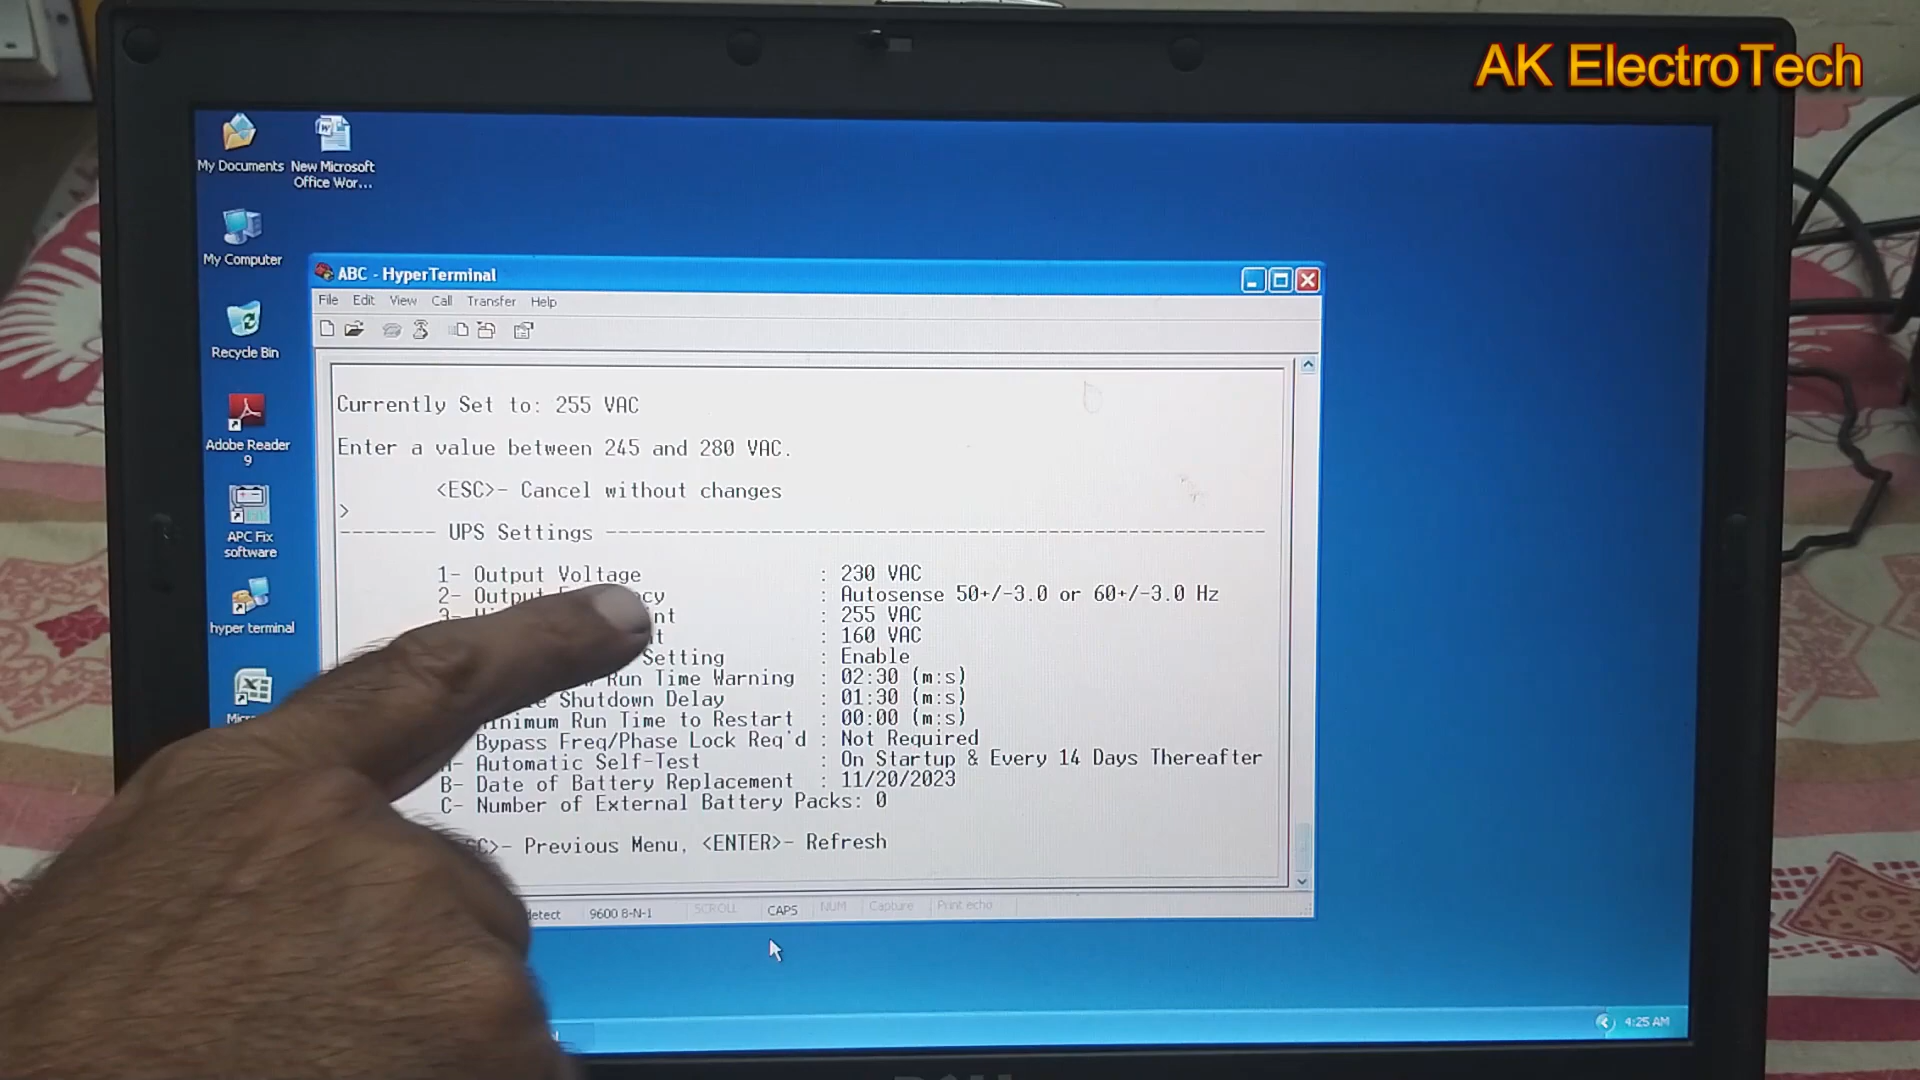 AK ElectroTech
My Documents
New Microsoft
Office Wor...
My Computer
Recycle Bin
Adobe Reader
9
APC Fix
software
hyper terminal
ABC - HyperTerminal
File Edit View Call Transfer Help
Currently Set to: 255 VAC
Enter a value between 245 and 280 VAC.
<ESC>- Cancel without changes
>
-------- UPS Settings -------------------------------------------------------
1- Output Voltage : 230 VAC
2- Output : Autosense 50+/-3.0 or 60+/-3.0 Hz
3- : 255 VAC
: 160 VAC
Setting : Enable
Run Time Warning : 02:30 (m:s)
Shutdown Delay : 01:30 (m:s)
Minimum Run Time to Restart : 00:00 (m:s)
Bypass Freq/Phase Lock Req'd : Not Required
A- Automatic Self-Test : On Startup & Every 14 Days Thereafter
B- Date of Battery Replacement : 11/20/2023
C- Number of External Battery Packs: 0
Previous Menu, <ENTER>- Refresh
9600 8-N-1 SCROLL CAPS NUM Capture Print echo
4:25 AM